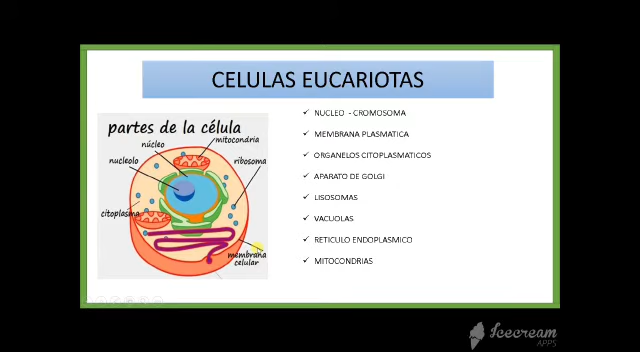 CELULAS EUCARIOTAS
partes de la célula
mitocondria
núcleo
nucleolo
ribosoma
citoplasma
membrana
celular
✓ NUCLEO - CROMOSOMA
✓ MEMBRANA PLASMATICA
✓ ORGANELOS CITOPLASMATICOS
✓ APARATO DE GOLGI
✓ LISOSOMAS
✓ VACUOLAS
✓ RETICULO ENDOPLASMICO
✓ MITOCONDRIAS
Icecream
APPS